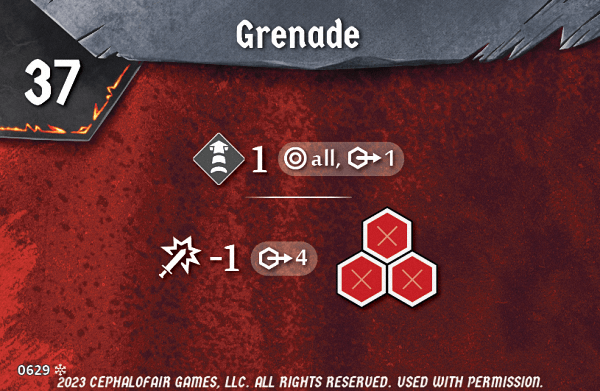 Grenade
37
1 all, 1
-1 4
0629
2023 CEPHALOFAIR GAMES, LLC. ALL RIGHTS RESERVED. USED WITH PERMISSION.